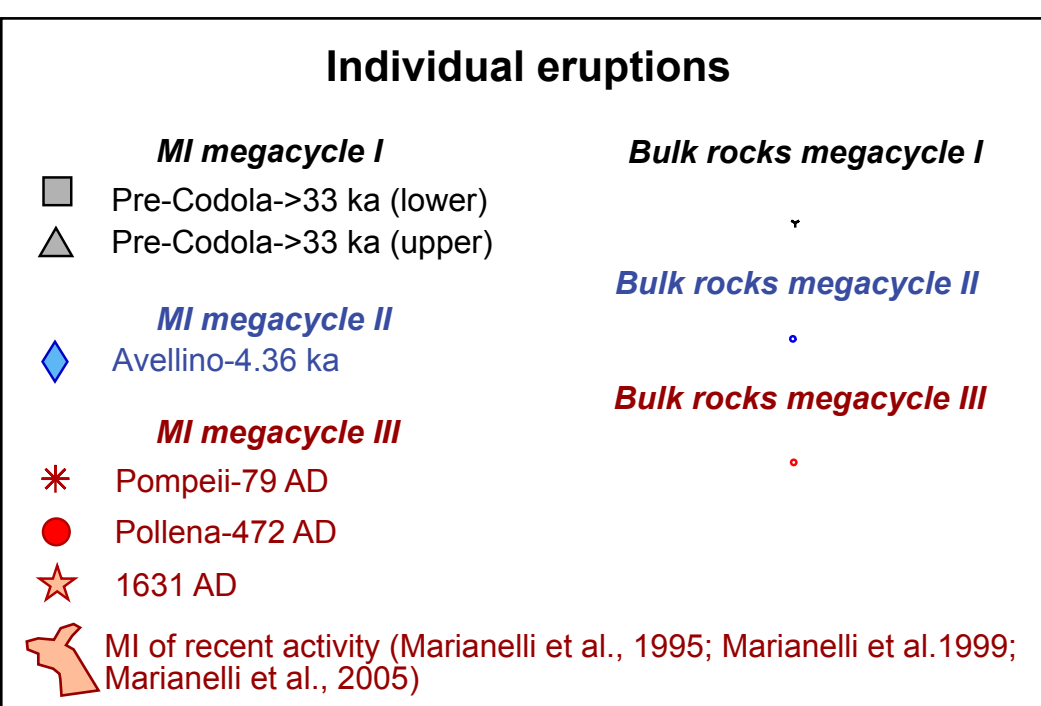 Individual eruptions
MI megacycle I
Pre-Codola->33 ka (lower)
Pre-Codola->33 ka (upper)
MI megacycle II
Avellino-4.36 ka
MI megacycle III
Pompeii-79 AD
Pollena-472 AD
1631 AD
MI of recent activity (Marianelli et al., 1995; Marianelli et al.1999;
Marianelli et al., 2005)
Bulk rocks megacycle I
Bulk rocks megacycle II
Bulk rocks megacycle III